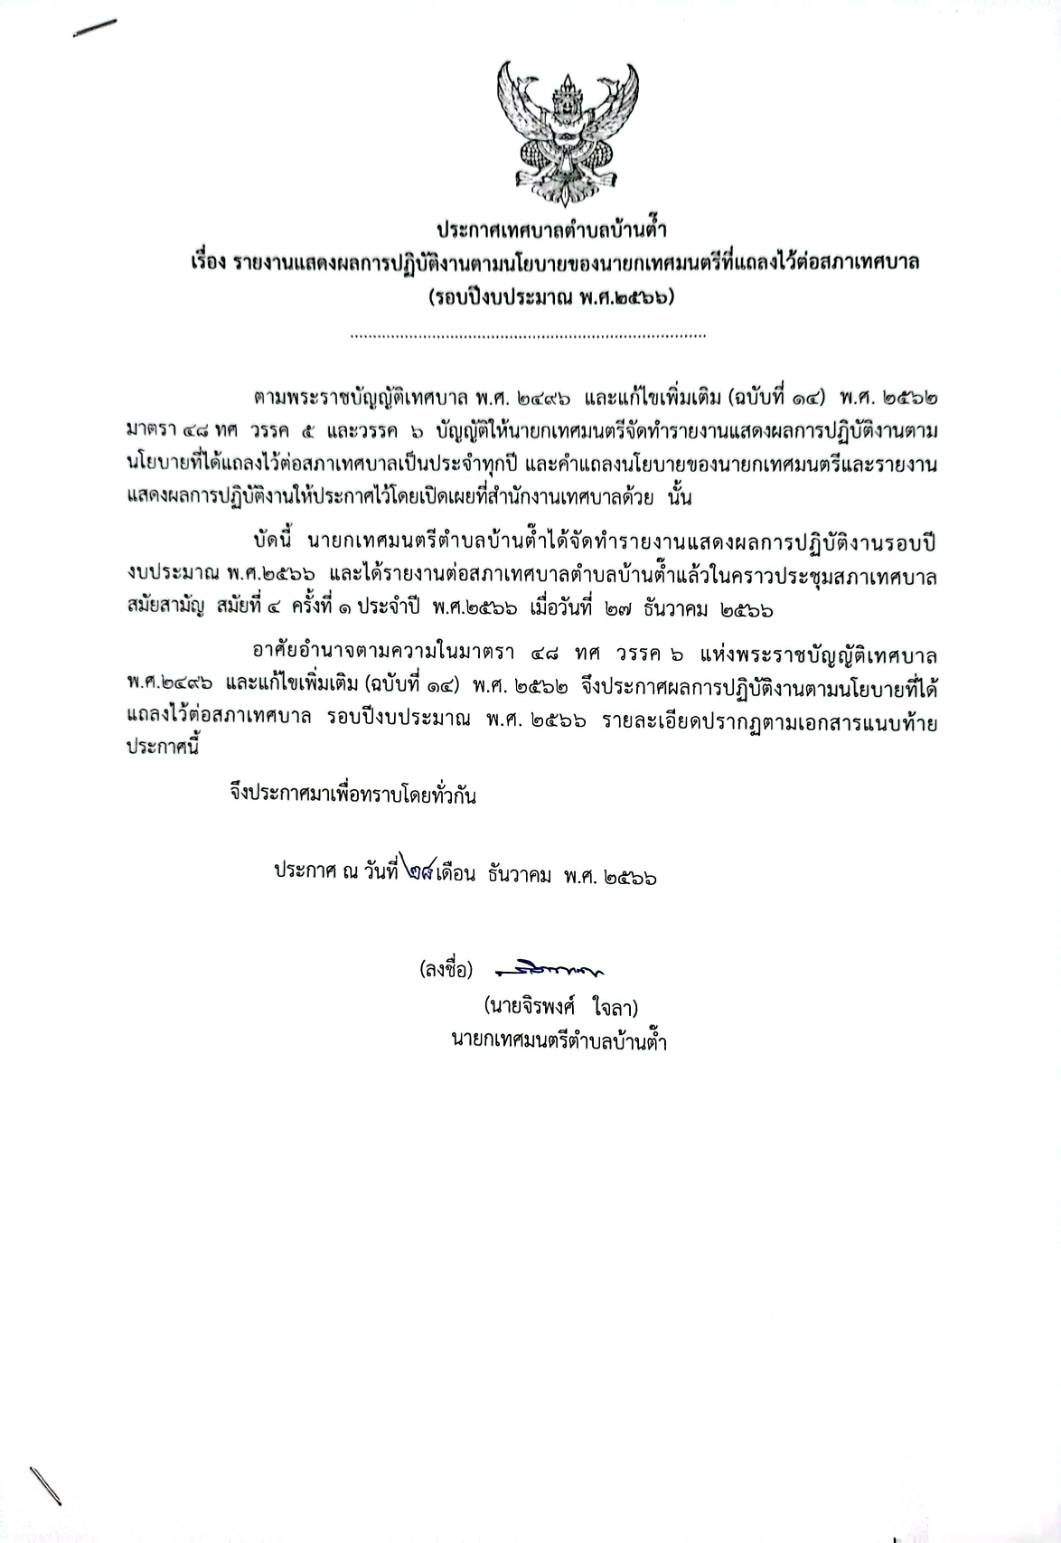 ประกาศเทศบาลตำบลบ้านต๊ำ
เรื่อง รายงานแสดงผลการปฏิบัติงานตามนโยบายของนายกเทศมนตรีที่แถลงไว้ต่อสภาเทศบาล
(รอบปีงบประมาณ พ.ศ.๒๕๖๖)
ตามพระราชบัญญัติเทศบาล พ.ศ. ๒๔๙๖ และแก้ไขเพิ่มเติม (ฉบับที่ ๑๔) พ.ศ. ๒๕๖๒
มาตรา ๔๘ ทศ วรรค ๕ และวรรค ๖ บัญญัติให้นายกเทศมนตรีจัดทำรายงานแสดงผลการปฏิบัติงานตาม
นโยบายที่ได้แถลงไว้ต่อสภาเทศบาลเป็นประจำทุกปี และคำแถลงนโยบายของนายกเทศมนตรีและรายงาน
แสดงผลการปฏิบัติงานให้ประกาศไว้โดยเปิดเผยที่สำนักงานเทศบาลด้วย นั้น
บัดนี้ นายกเทศมนตรีตำบลบ้านต๊ำได้จัดทำรายงานแสดงผลการปฏิบัติงานรอบปี
งบประมาณ พ.ศ.๒๕๖๖ และได้รายงานต่อสภาเทศบาลตำบลบ้านต๊ำแล้วในคราวประชุมสภาเทศบาล
สมัยสามัญ สมัยที่ ๔ ครั้งที่ ๑ ประจำปี พ.ศ.๒๕๖๖ เมื่อวันที่ ๒๗ ธันวาคม ๒๕๖๖
อาศัยอำนาจตามความในมาตรา ๔๘ ทศ วรรค ๖ แห่งพระราชบัญญัติเทศบาล
พ.ศ.๒๔๙๖ และแก้ไขเพิ่มเติม (ฉบับที่ ๑๔) พ.ศ. ๒๕๖๒ จึงประกาศผลการปฏิบัติงานตามนโยบายที่ได้
แถลงไว้ต่อสภาเทศบาล รอบปีงบประมาณ พ.ศ. ๒๕๖๖ รายละเอียดปรากฏตามเอกสารแนบท้าย
ประกาศนี้
จึงประกาศมาเพื่อทราบโดยทั่วกัน
ประกาศ ณ วันที่ ๒๘ เดือน ธันวาคม พ.ศ. ๒๕๖๖
(ลงชื่อ)
(นายจิรพงศ์ ใจลา)
นายกเทศมนตรีตำบลบ้านต๊ำ